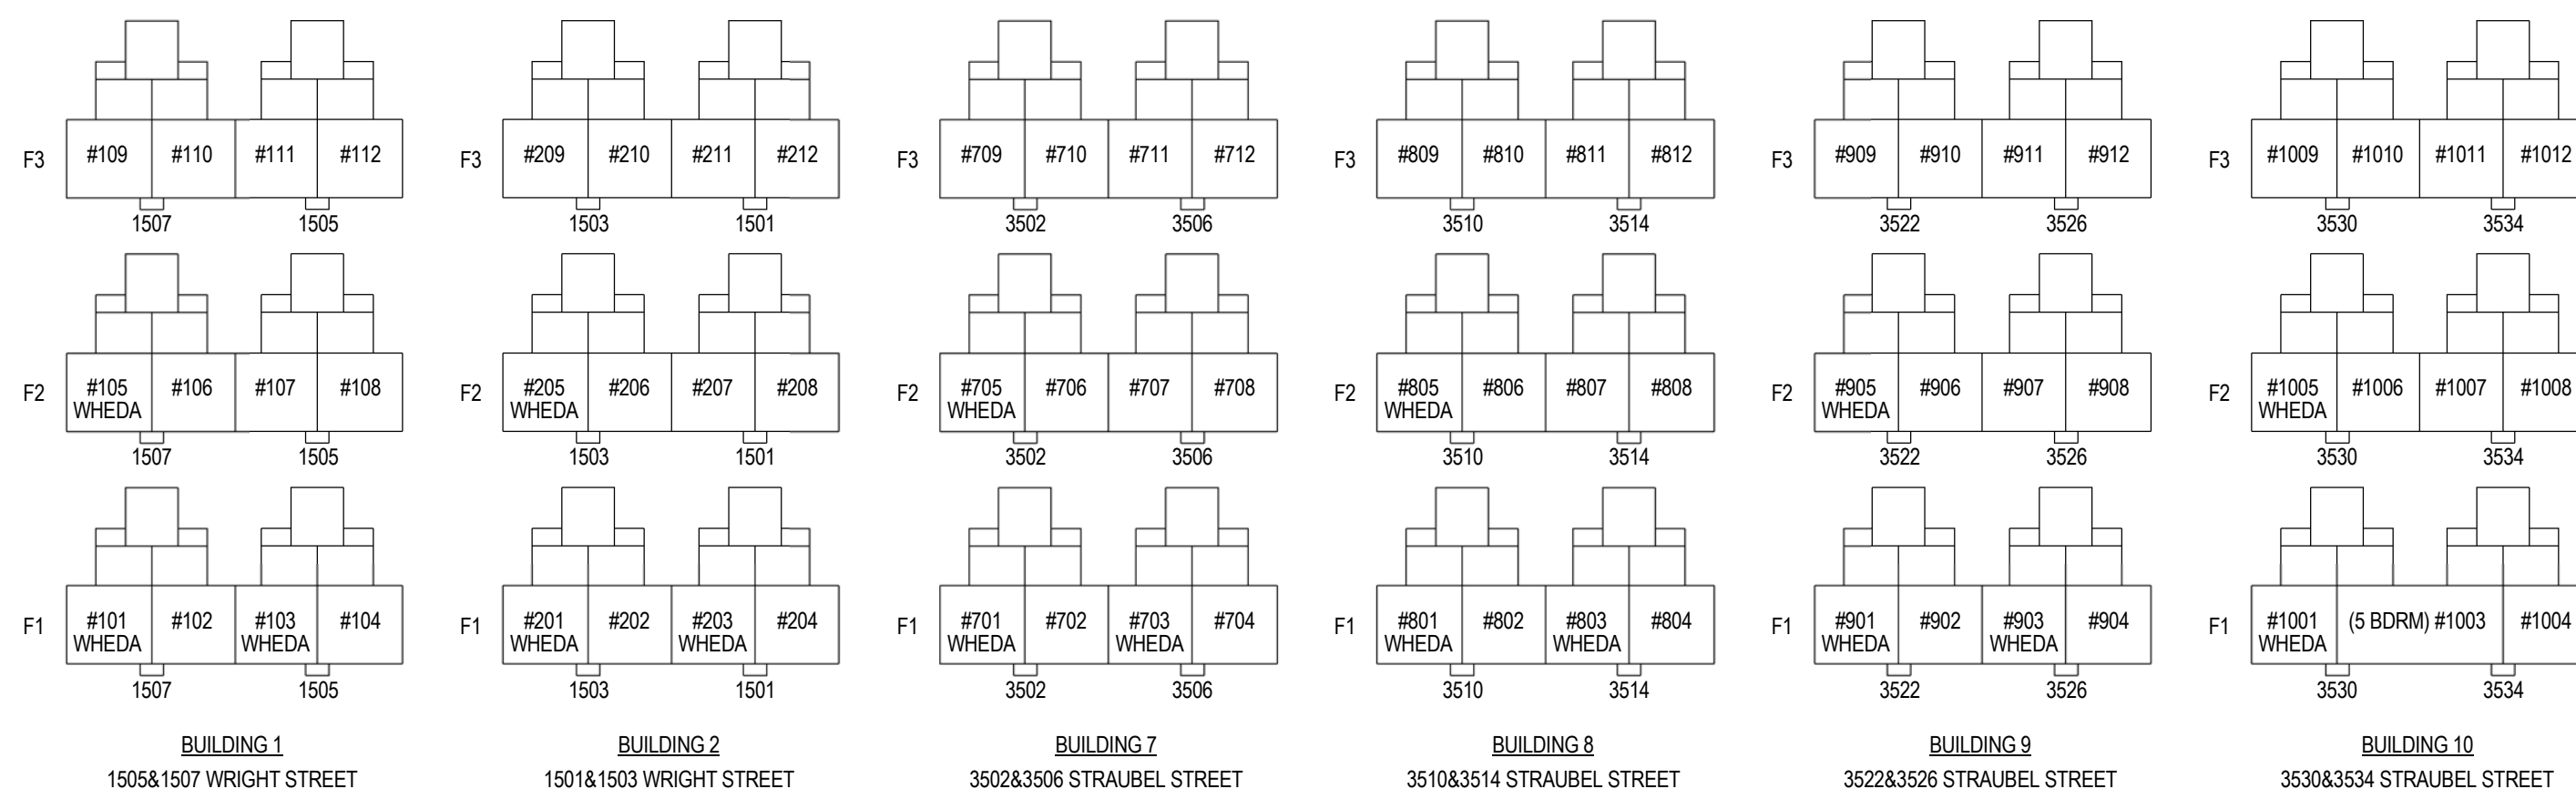 F3 #109 #110 #111 #112 F3 #209 #210 #211 #212 F3 #709 #710 #711 #712 F3 #809 #810 #811 #812 F3 #909 #910 #911 #912 F3 #1009 #1010 #1011 #1012
1507 1505 1503 1501 3502 3506 3510 3514 3522 3526 3530 3534
F2 #105 #106 #107 #108 F2 #205 #206 #207 #208 F2 #705 #706 #707 #708 F2 #805 #806 #807 #808 F2 #905 #906 #907 #908 F2 #1005 #1006 #1007 #1008
WHEDA WHEDA WHEDA WHEDA WHEDA WHEDA
1507 1505 1503 1501 3502 3506 3510 3514 3522 3526 3530 3534
F1 #101 #102 #103 #104 F1 #201 #202 #203 #204 F1 #701 #702 #703 #704 F1 #801 #802 #803 #804 F1 #901 #902 #903 #904 F1 #1001 (5 BDRM) #1003 #1004
WHEDA WHEDA WHEDA WHEDA WHEDA WHEDA WHEDA WHEDA WHEDA WHEDA WHEDA
1507 1505 1503 1501 3502 3506 3510 3514 3522 3526 3530 3534
BUILDING 1 BUILDING 2 BUILDING 7 BUILDING 8 BUILDING 9 BUILDING 10
1505&1507 WRIGHT STREET 1501&1503 WRIGHT STREET 3502&3506 STRAUBEL STREET 3510&3514 STRAUBEL STREET 3522&3526 STRAUBEL STREET 3530&3534 STRAUBEL STREET